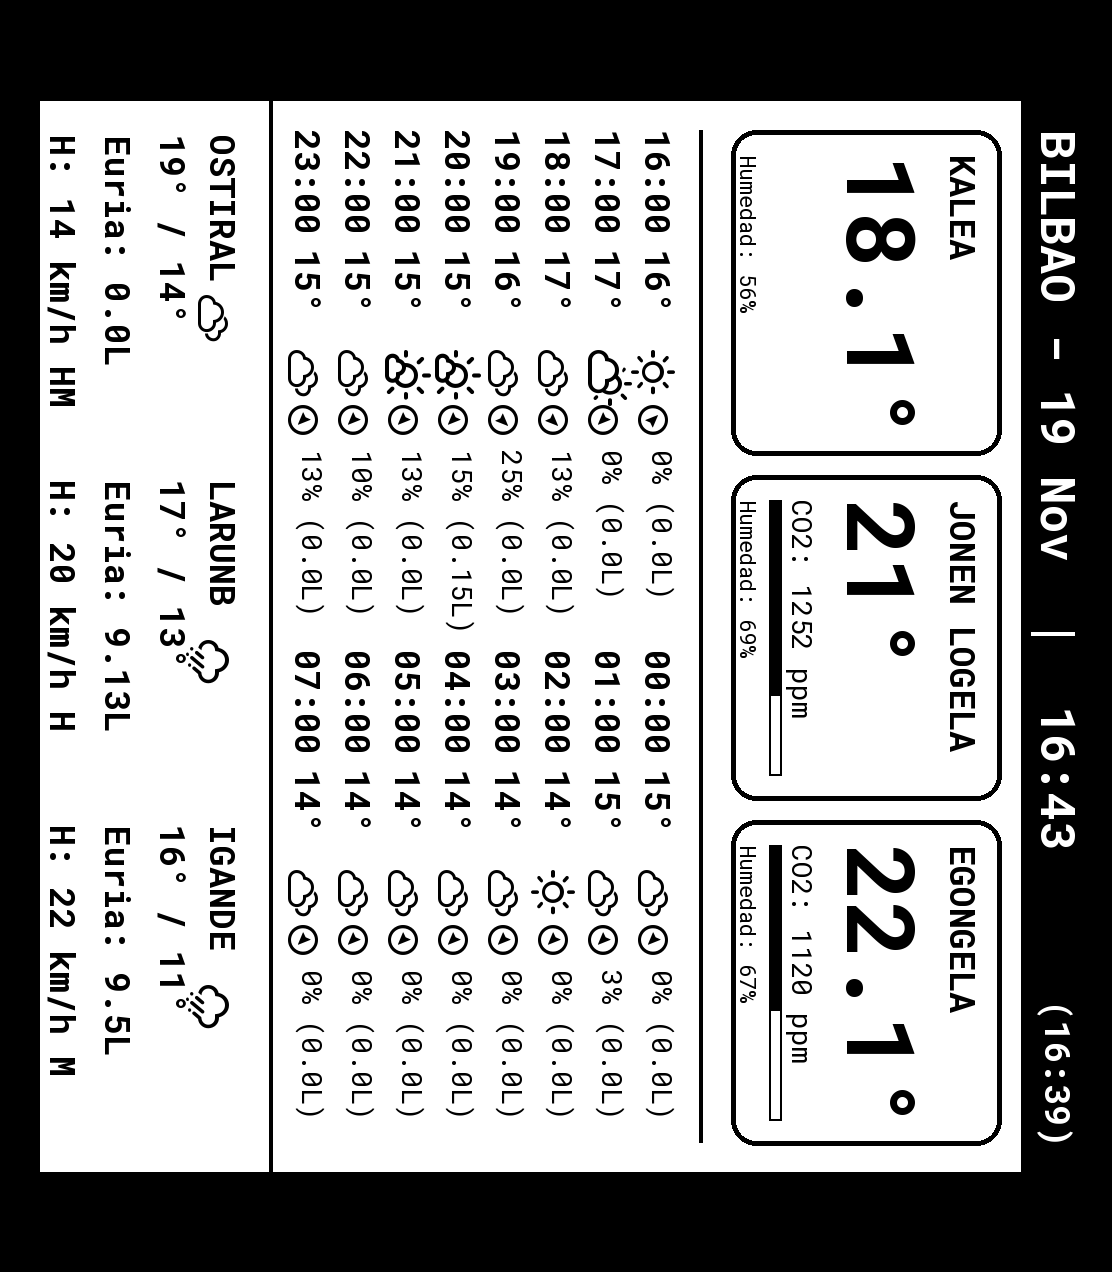 BILBAO - 19 Nov | 16:43 (16:39)
KALEA
18.1°
Humedad: 56%
JONEN LOGELA
21°
CO2: 1252 ppm
Humedad: 69%
EGONGELA
22.1°
CO2: 1120 ppm
Humedad: 67%
16:00 16° 0% (0.0L)
17:00 17° 0% (0.0L)
18:00 17° 13% (0.0L)
19:00 16° 25% (0.0L)
20:00 15° 15% (0.15L)
21:00 15° 13% (0.0L)
22:00 15° 10% (0.0L)
23:00 15° 13% (0.0L)
00:00 15° 0% (0.0L)
01:00 15° 3% (0.0L)
02:00 14° 0% (0.0L)
03:00 14° 0% (0.0L)
04:00 14° 0% (0.0L)
05:00 14° 0% (0.0L)
06:00 14° 0% (0.0L)
07:00 14° 0% (0.0L)
OSTIRAL
19° / 14°
Euria: 0.0L
H: 14 km/h HM
LARUNB
17° / 13°
Euria: 9.13L
H: 20 km/h H
IGANDE
16° / 11°
Euria: 9.5L
H: 22 km/h M